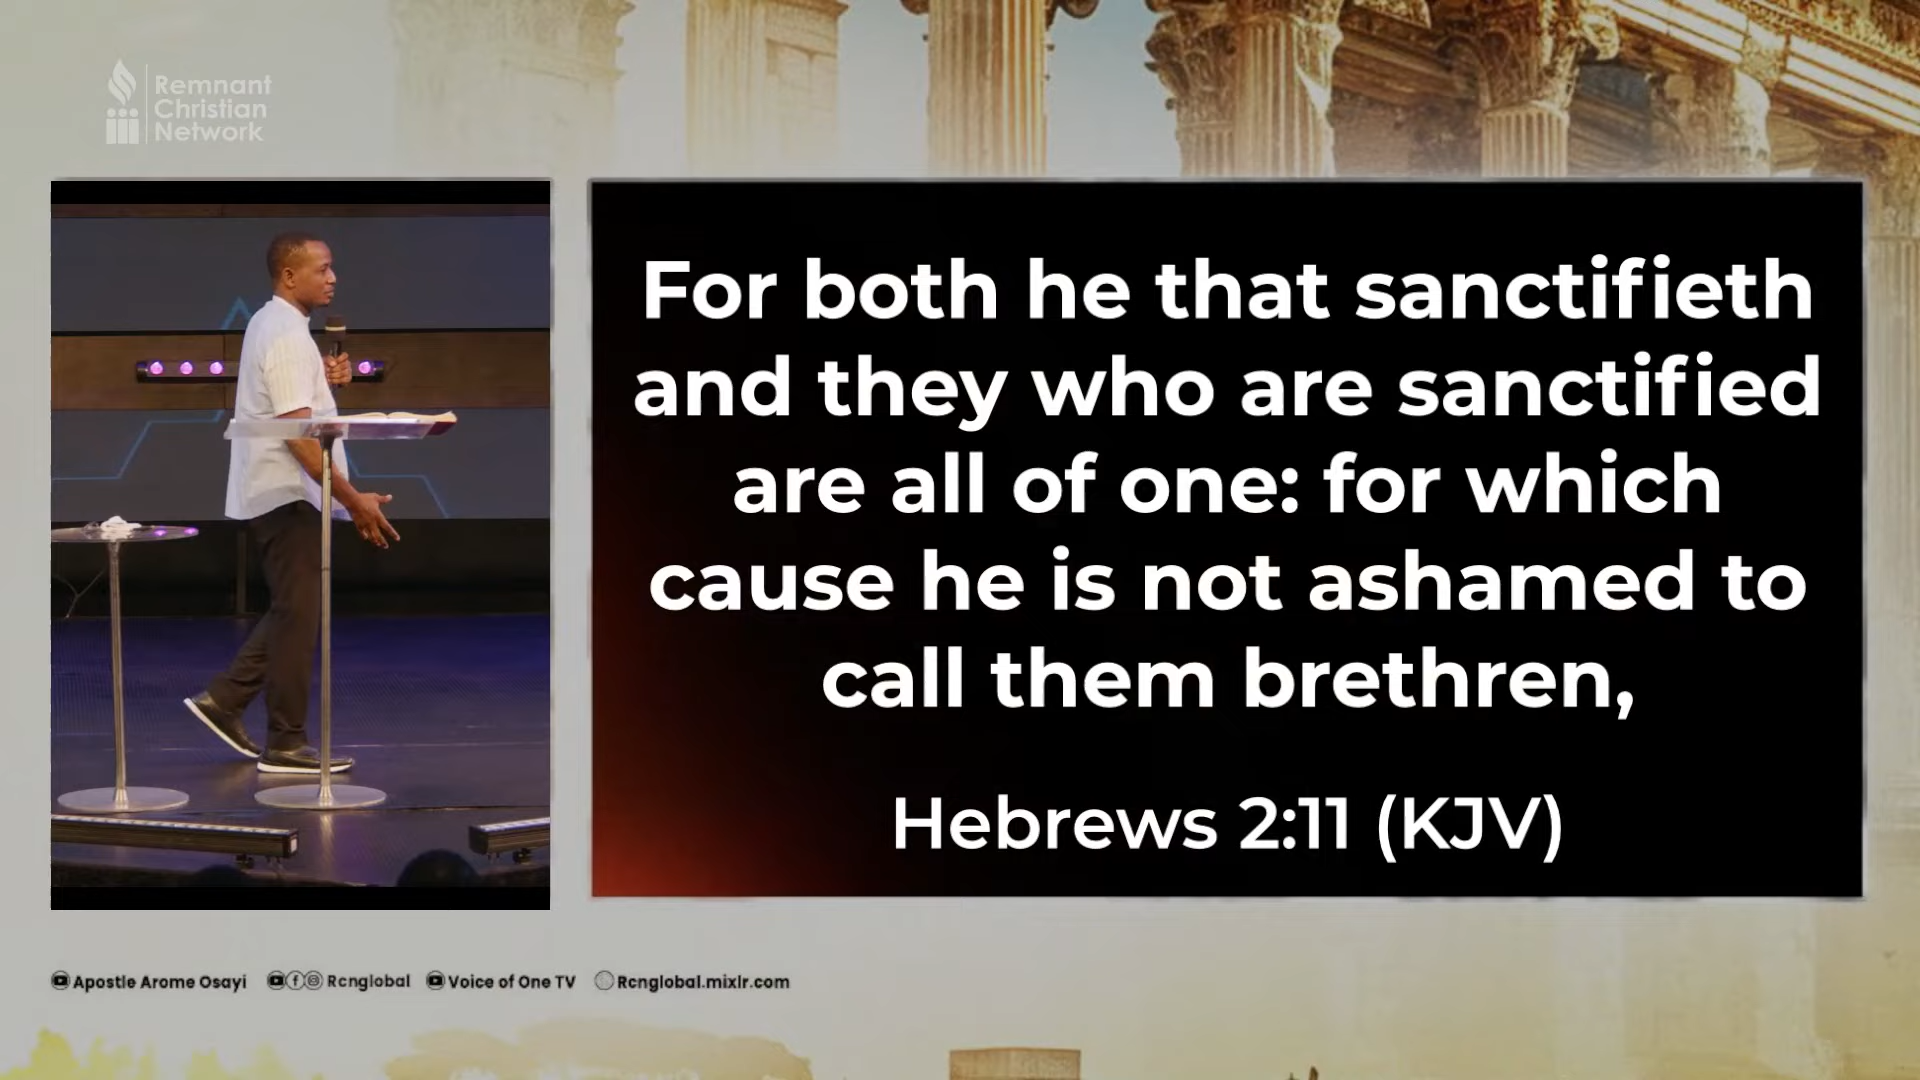 Remnant
Christian
Network
For both he that sanctifieth
and they who are sanctified
are all of one: for which
cause he is not ashamed to
call them brethren,
Hebrews 2:11 (KJV)
Apostle Arome Osayi Rcnglobal Voice of One TV Rcnglobal.mixlr.com